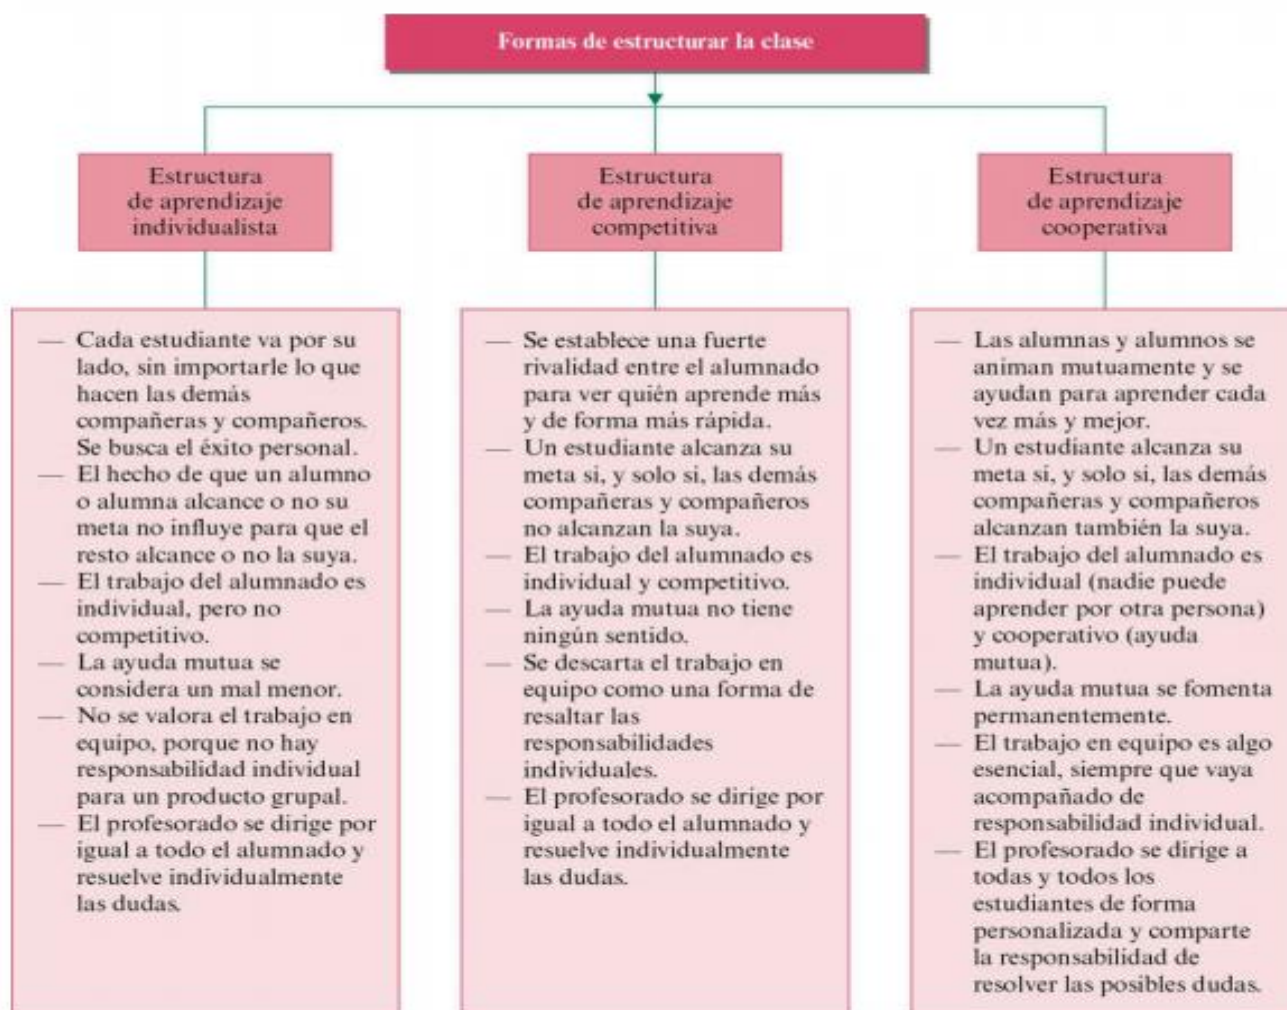 Formas de estructurar la clase
Estructura
de aprendizaje
individualista
— Cada estudiante va por su
lado, sin importarle lo que
hacen las demás
compañeras y compañeros.
Se busca el éxito personal.
— El hecho de que un alumno
o alumna alcance o no su
meta no influye para que el
resto alcance o no la suya.
— El trabajo del alumnado es
individual, pero no
competitivo.
— La ayuda mutua se
considera un mal menor.
— No se valora el trabajo en
equipo, porque no hay
responsabilidad individual
para un producto grupal.
— El profesorado se dirige por
igual a todo el alumnado y
resuelve individualmente
las dudas.
Estructura
de aprendizaje
competitiva
— Se establece una fuerte
rivalidad entre el alumnado
para ver quién aprende más
y de forma más rápida.
— Un estudiante alcanza su
meta si, y solo si, las demás
compañeras y compañeros
no alcanzan la suya.
— El trabajo del alumnado es
individual y competitivo.
— La ayuda mutua no tiene
ningún sentido.
— Se descarta el trabajo en
equipo como una forma de
resaltar las
responsabilidades
individuales.
— El profesorado se dirige por
igual a todo el alumnado y
resuelve individualmente
las dudas.
Estructura
de aprendizaje
cooperativa
— Las alumnas y alumnos se
animan mutuamente y se
ayudan para aprender cada
vez más y mejor.
— Un estudiante alcanza su
meta si, y solo si, las demás
compañeras y compañeros
alcanzan también la suya.
— El trabajo del alumnado es
individual (nadie puede
aprender por otra persona)
y cooperativo (ayuda
mutua).
— La ayuda mutua se fomenta
permanentemente.
— El trabajo en equipo es algo
esencial, siempre que vaya
acompañado de
responsabilidad individual.
— El profesorado se dirige a
todas y todos los
estudiantes de forma
personalizada y comparte
la responsabilidad de
resolver las posibles dudas.